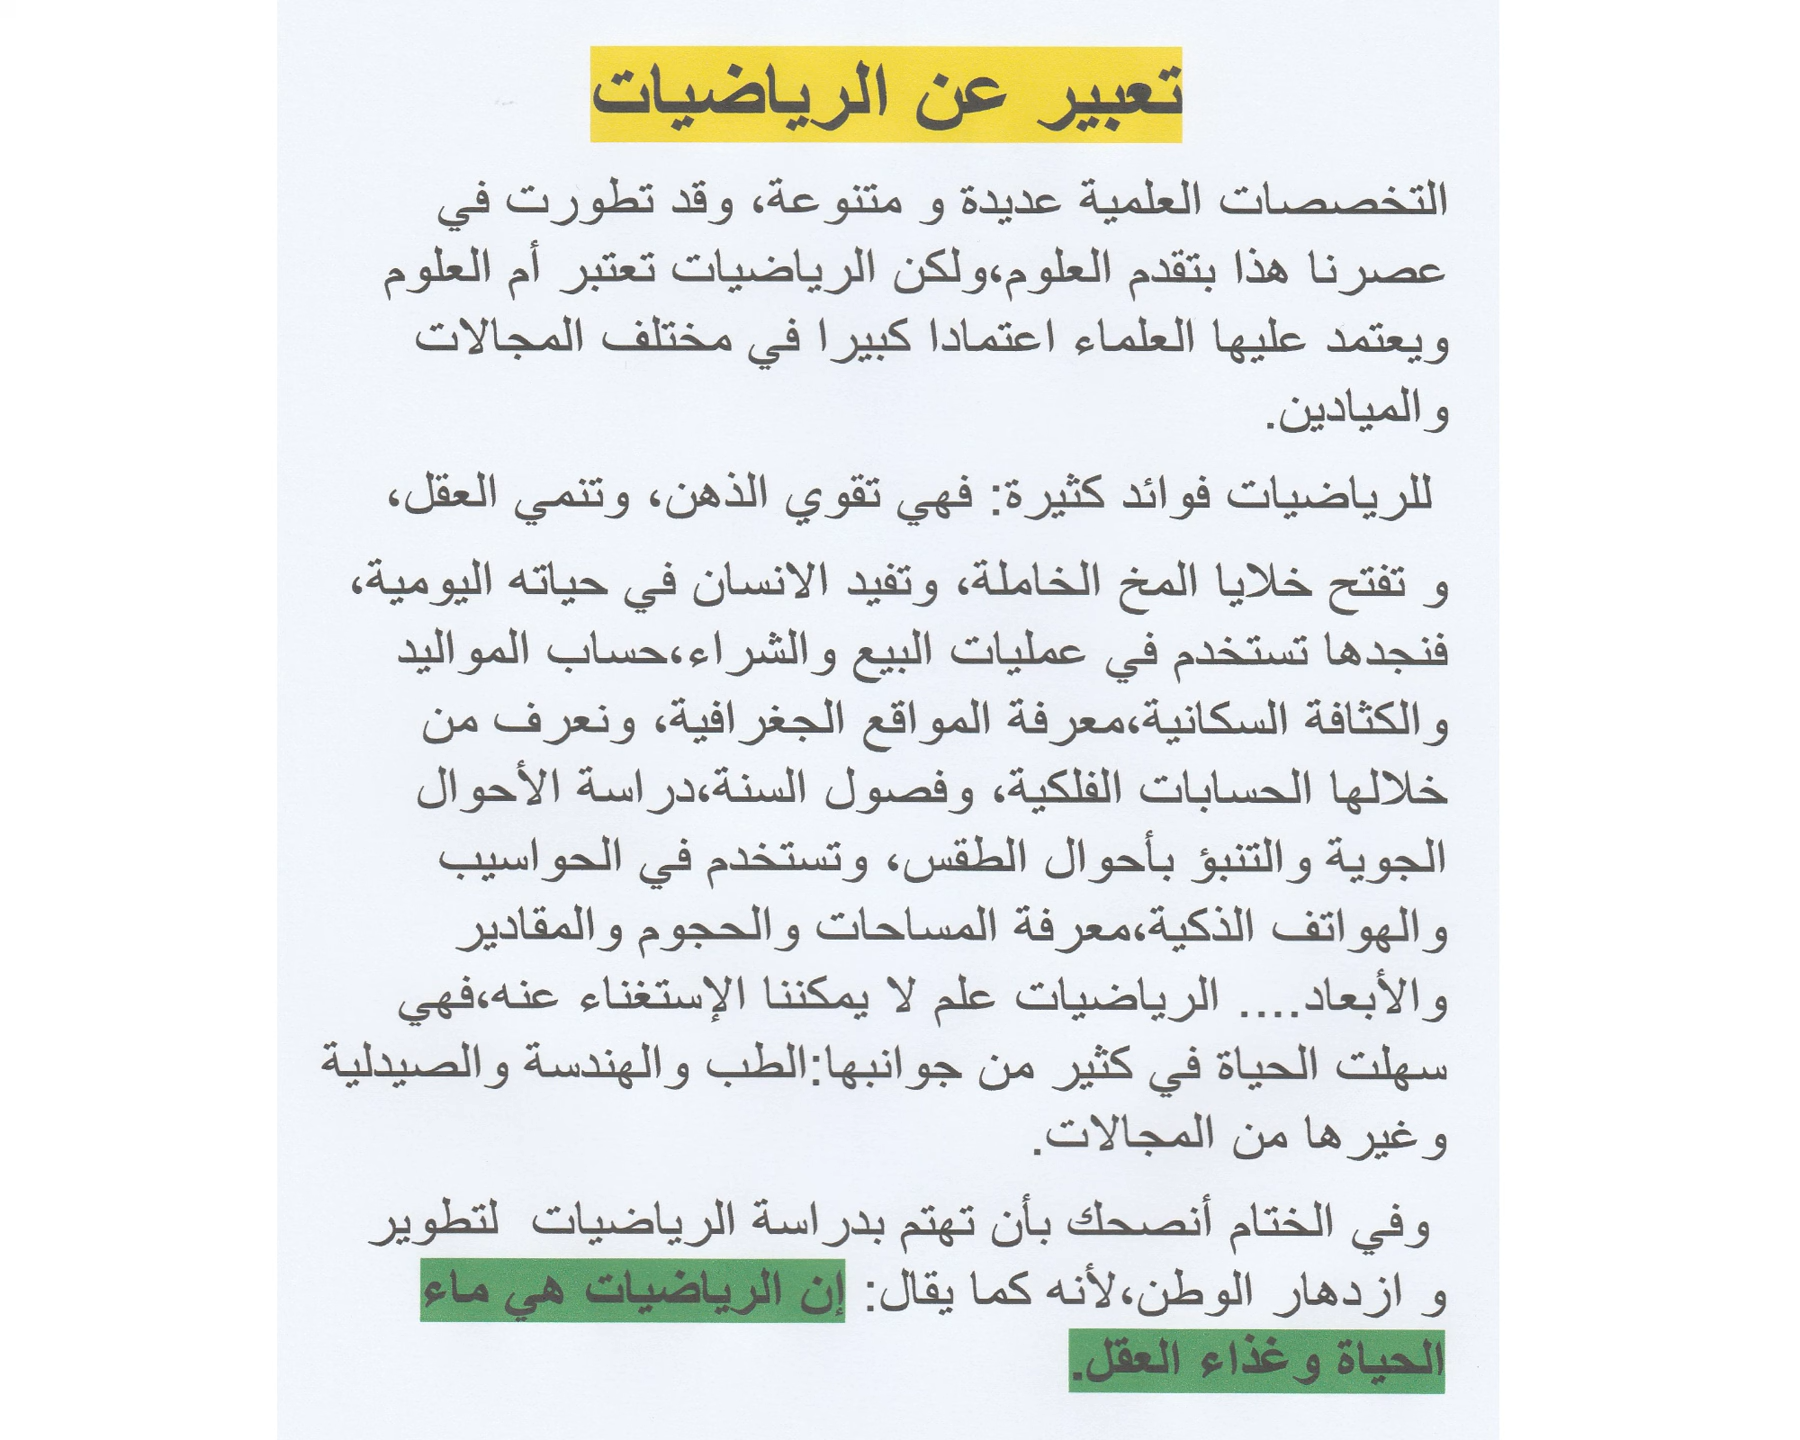 تعبير عن الرياضيات
التخصصات العلمية عديدة و متنوعة، وقد تطورت في
عصرنا هذا بتقدم العلوم،ولكن الرياضيات تعتبر أم العلوم
ويعتمد عليها العلماء اعتمادا كبيرا في مختلف المجالات
والميادين.
للرياضيات فوائد كثيرة: فهي تقوي الذهن، وتنمي العقل،
و تفتح خلايا المخ الخاملة، وتفيد الانسان في حياته اليومية،
فنجدها تستخدم في عمليات البيع والشراء،حساب المواليد
والكثافة السكانية،معرفة المواقع الجغرافية، ونعرف من
خلالها الحسابات الفلكية، وفصول السنة،دراسة الأحوال
الجوية والتنبؤ بأحوال الطقس، وتستخدم في الحواسيب
والهواتف الذكية،معرفة المساحات والحجوم والمقادير
والأبعاد.... الرياضيات علم لا يمكننا الإستغناء عنه،فهي
سهلت الحياة في كثير من جوانبها:الطب والهندسة والصيدلية
وغيرها من المجالات.
وفي الختام أنصحك بأن تهتم بدراسة الرياضيات لتطوير
و ازدهار الوطن،لأنه كما يقال: إن الرياضيات هي ماء
الحياة وغذاء العقل.